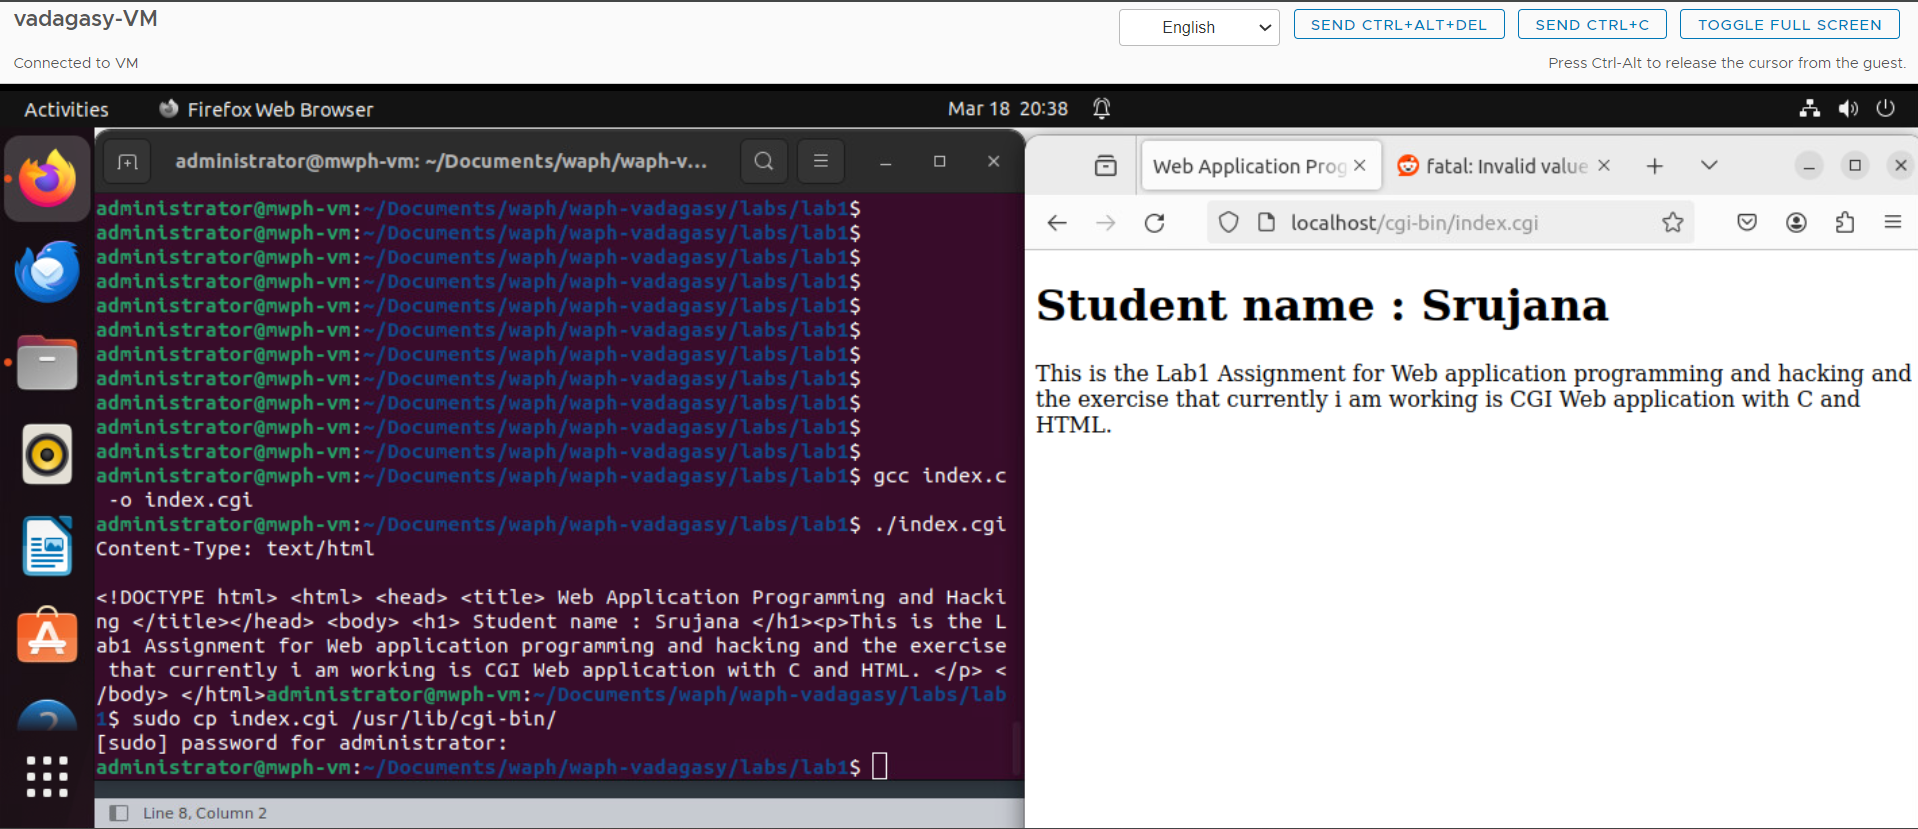 vadagasy-VM
English
SEND CTRL+ALT+DEL
SEND CTRL+C
TOGGLE FULL SCREEN
Connected to VM
Press Ctrl-Alt to release the cursor from the guest.
Activities
Firefox Web Browser
Mar 18 20:38
administrator@mwph-vm: ~/Documents/waph/waph-v...
administrator@mwph-vm:~/Documents/waph/waph-vadagasy/labs/lab1$
administrator@mwph-vm:~/Documents/waph/waph-vadagasy/labs/lab1$
administrator@mwph-vm:~/Documents/waph/waph-vadagasy/labs/lab1$
administrator@mwph-vm:~/Documents/waph/waph-vadagasy/labs/lab1$
administrator@mwph-vm:~/Documents/waph/waph-vadagasy/labs/lab1$
administrator@mwph-vm:~/Documents/waph/waph-vadagasy/labs/lab1$
administrator@mwph-vm:~/Documents/waph/waph-vadagasy/labs/lab1$
administrator@mwph-vm:~/Documents/waph/waph-vadagasy/labs/lab1$
administrator@mwph-vm:~/Documents/waph/waph-vadagasy/labs/lab1$
administrator@mwph-vm:~/Documents/waph/waph-vadagasy/labs/lab1$
administrator@mwph-vm:~/Documents/waph/waph-vadagasy/labs/lab1$
administrator@mwph-vm:~/Documents/waph/waph-vadagasy/labs/lab1$ gcc index.c
-o index.cgi
administrator@mwph-vm:~/Documents/waph/waph-vadagasy/labs/lab1$ ./index.cgi
Content-Type: text/html
<!DOCTYPE html> <html> <head> <title> Web Application Programming and Hacki
ng </title></head> <body> <h1> Student name : Srujana </h1><p>This is the L
ab1 Assignment for Web application programming and hacking and the exercise
that currently i am working is CGI Web application with C and HTML. </p> <
/body> </html>administrator@mwph-vm:~/Documents/waph/waph-vadagasy/labs/lab
1$ sudo cp index.cgi /usr/lib/cgi-bin/
[sudo] password for administrator:
administrator@mwph-vm:~/Documents/waph/waph-vadagasy/labs/lab1$
Line 8, Column 2
Web Application Prog
fatal: Invalid value
localhost/cgi-bin/index.cgi
Student name : Srujana
This is the Lab1 Assignment for Web application programming and hacking and
the exercise that currently i am working is CGI Web application with C and
HTML.